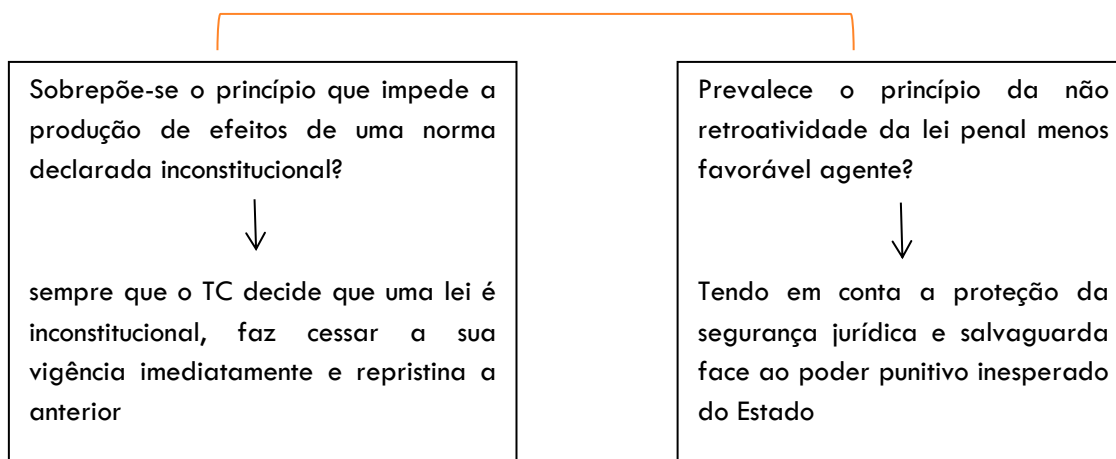 Sobrepõe-se o princípio que impede a
produção de efeitos de uma norma
declarada inconstitucional?
sempre que o TC decide que uma lei é
inconstitucional, faz cessar a sua
vigência imediatamente e repristina a
anterior
Prevalece o princípio da não
retroatividade da lei penal menos
favorável agente?
Tendo em conta a proteção da
segurança jurídica e salvaguarda
face ao poder punitivo inesperado
do Estado